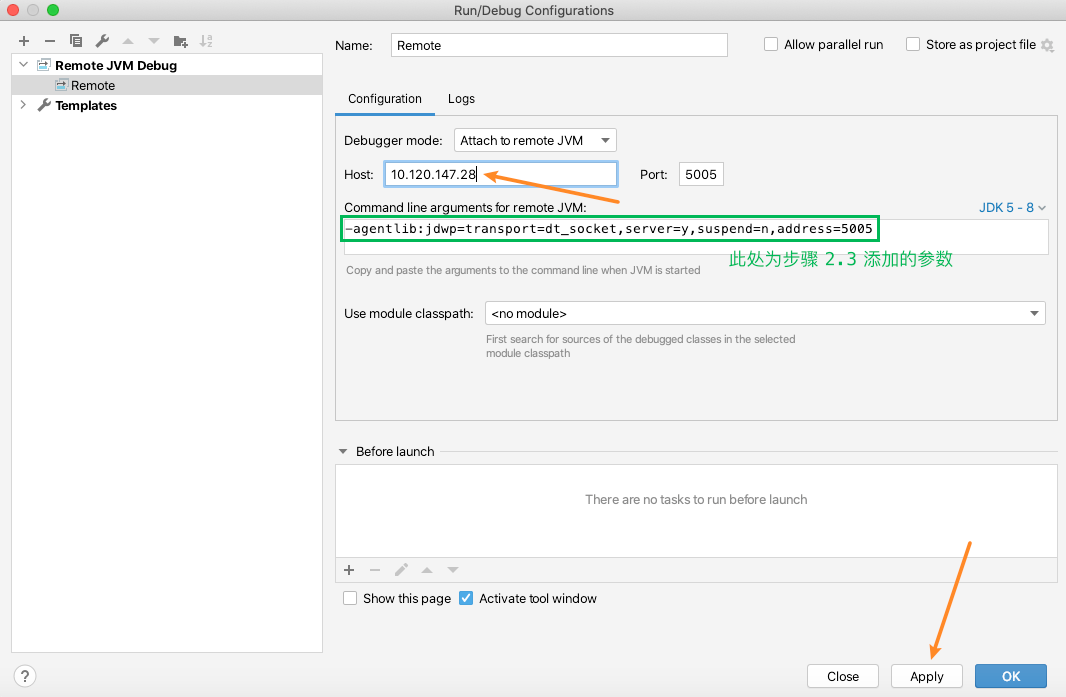 Run/Debug Configurations
Remote JVM Debug
Remote
Templates
Name: Remote
Allow parallel run
Store as project file
Configuration Logs
Debugger mode: Attach to remote JVM
Host: 10.120.147.28 Port: 5005
Command line arguments for remote JVM: JDK 5 - 8
-agentlib:jdwp=transport=dt_socket,server=y,suspend=n,address=5005
此处为步骤 2.3 添加的参数
Copy and paste the arguments to the command line when JVM is started
Use module classpath: <no module>
First search for sources of the debugged classes in the selected
module classpath
Before launch
There are no tasks to run before launch
Show this page Activate tool window
? Close Apply OK